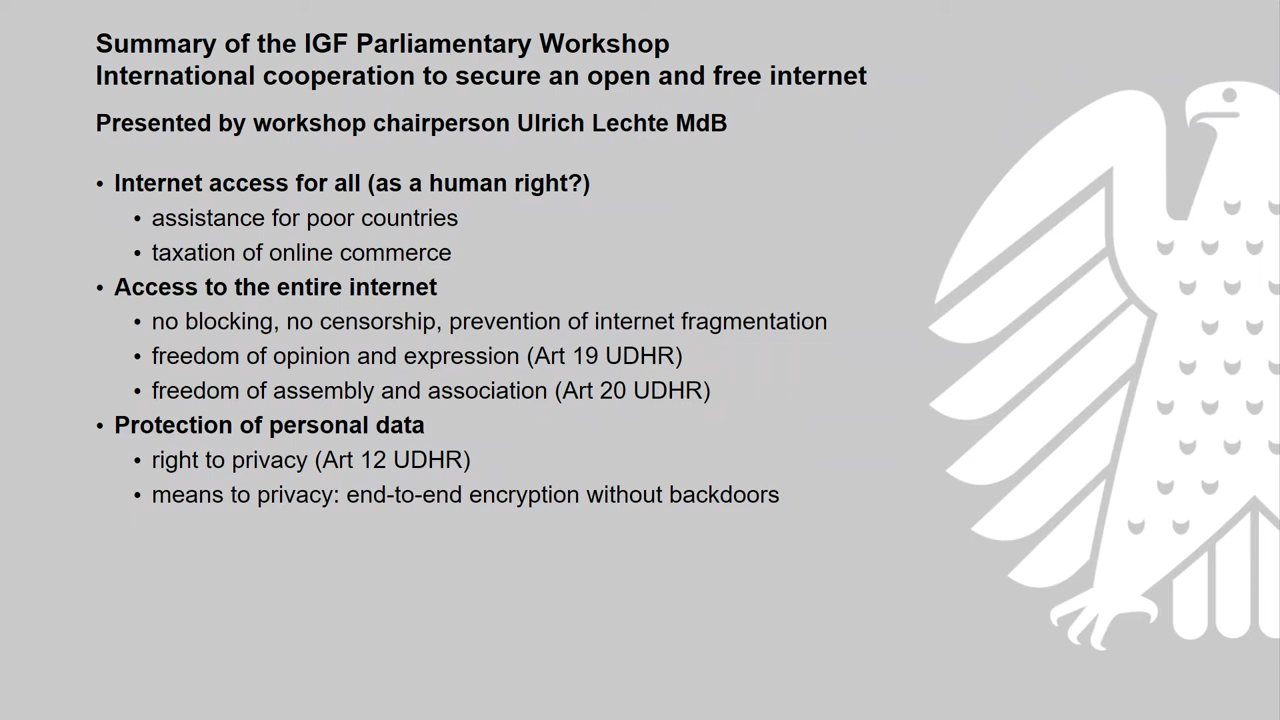 Summary of the IGF Parliamentary Workshop
International cooperation to secure an open and free internet
Presented by workshop chairperson Ulrich Lechte MdB
• Internet access for all (as a human right?)
• assistance for poor countries
• taxation of online commerce
• Access to the entire internet
• no blocking, no censorship, prevention of internet fragmentation
• freedom of opinion and expression (Art 19 UDHR)
• freedom of assembly and association (Art 20 UDHR)
• Protection of personal data
• right to privacy (Art 12 UDHR)
• means to privacy: end-to-end encryption without backdoors